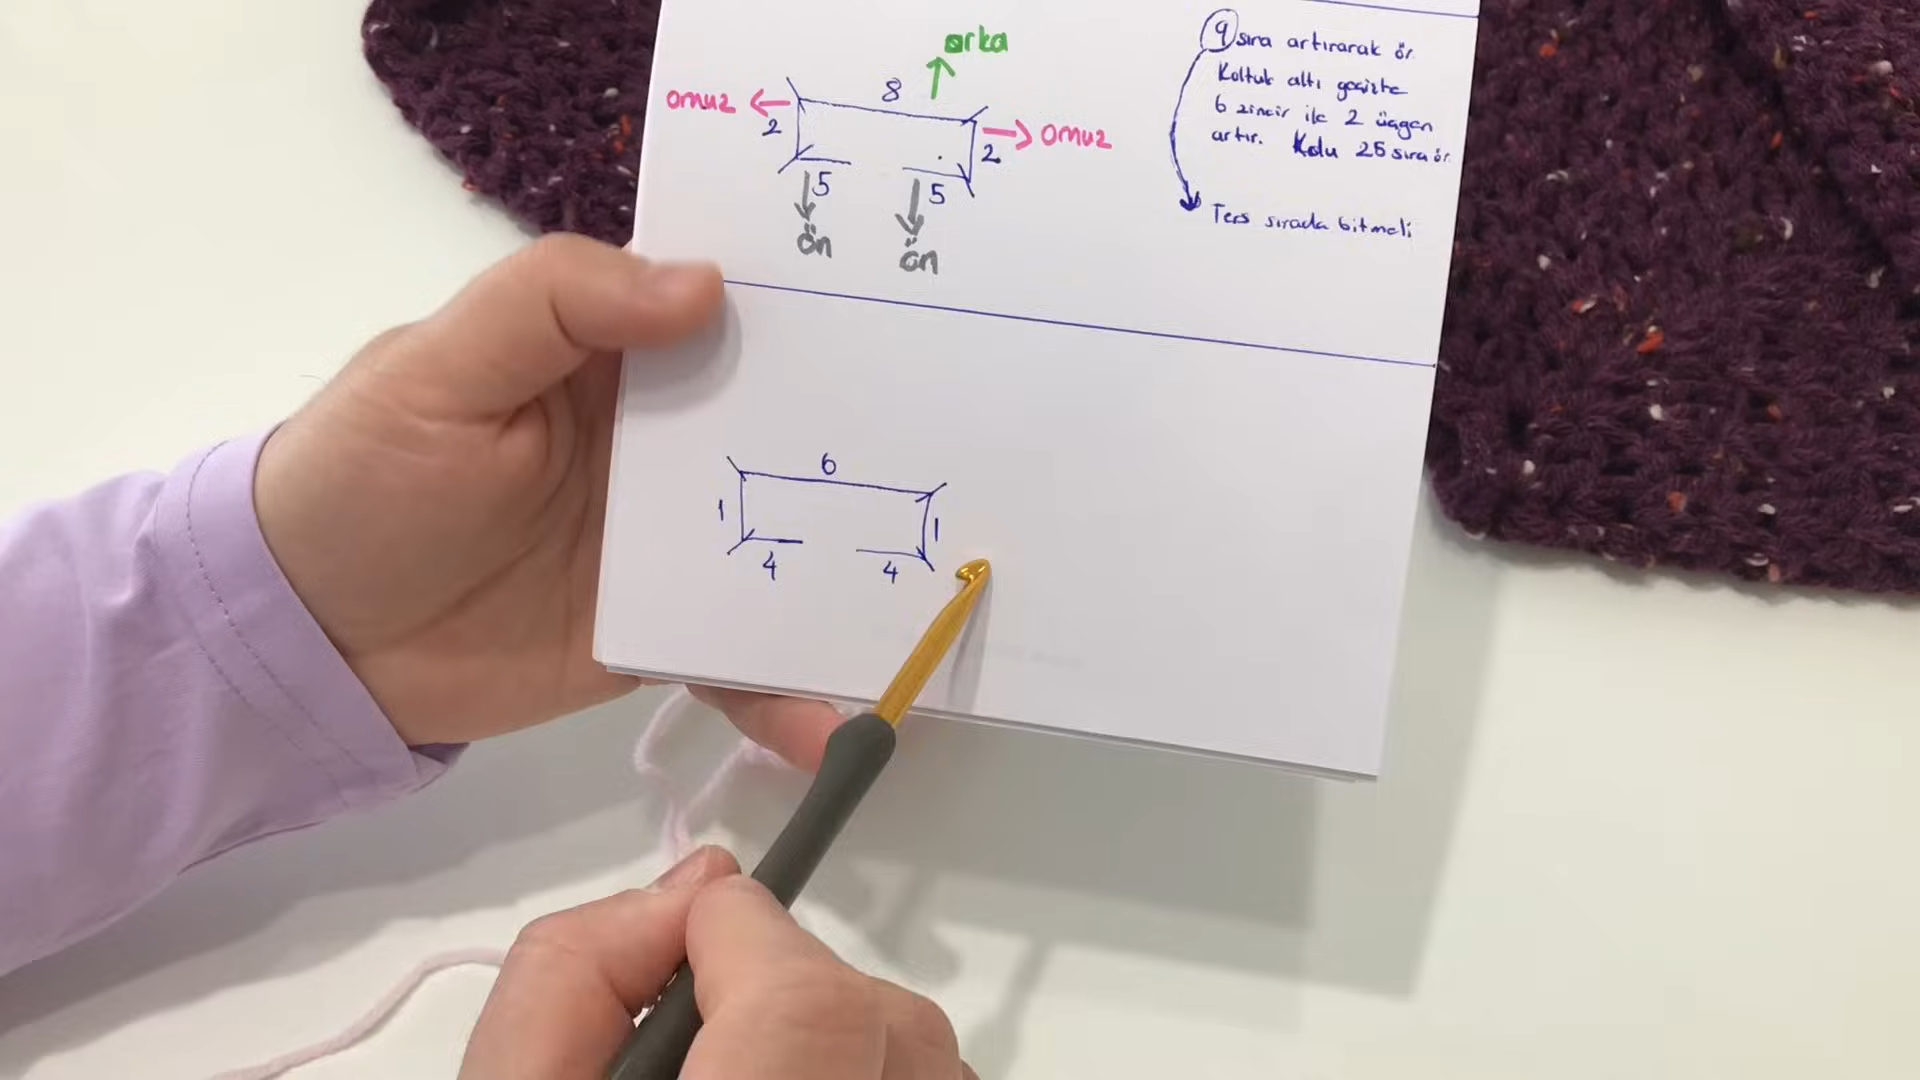 arka
omuz
8
2
omuz
2
5
5
ön
ön
9 sıra artırarak ör.
Koltuk altı geçişte
6 zincir ile 2 üçgen
artır. Kolu 25 sıra ör.
Ters sırada bitmeli
6
1
1
4
4